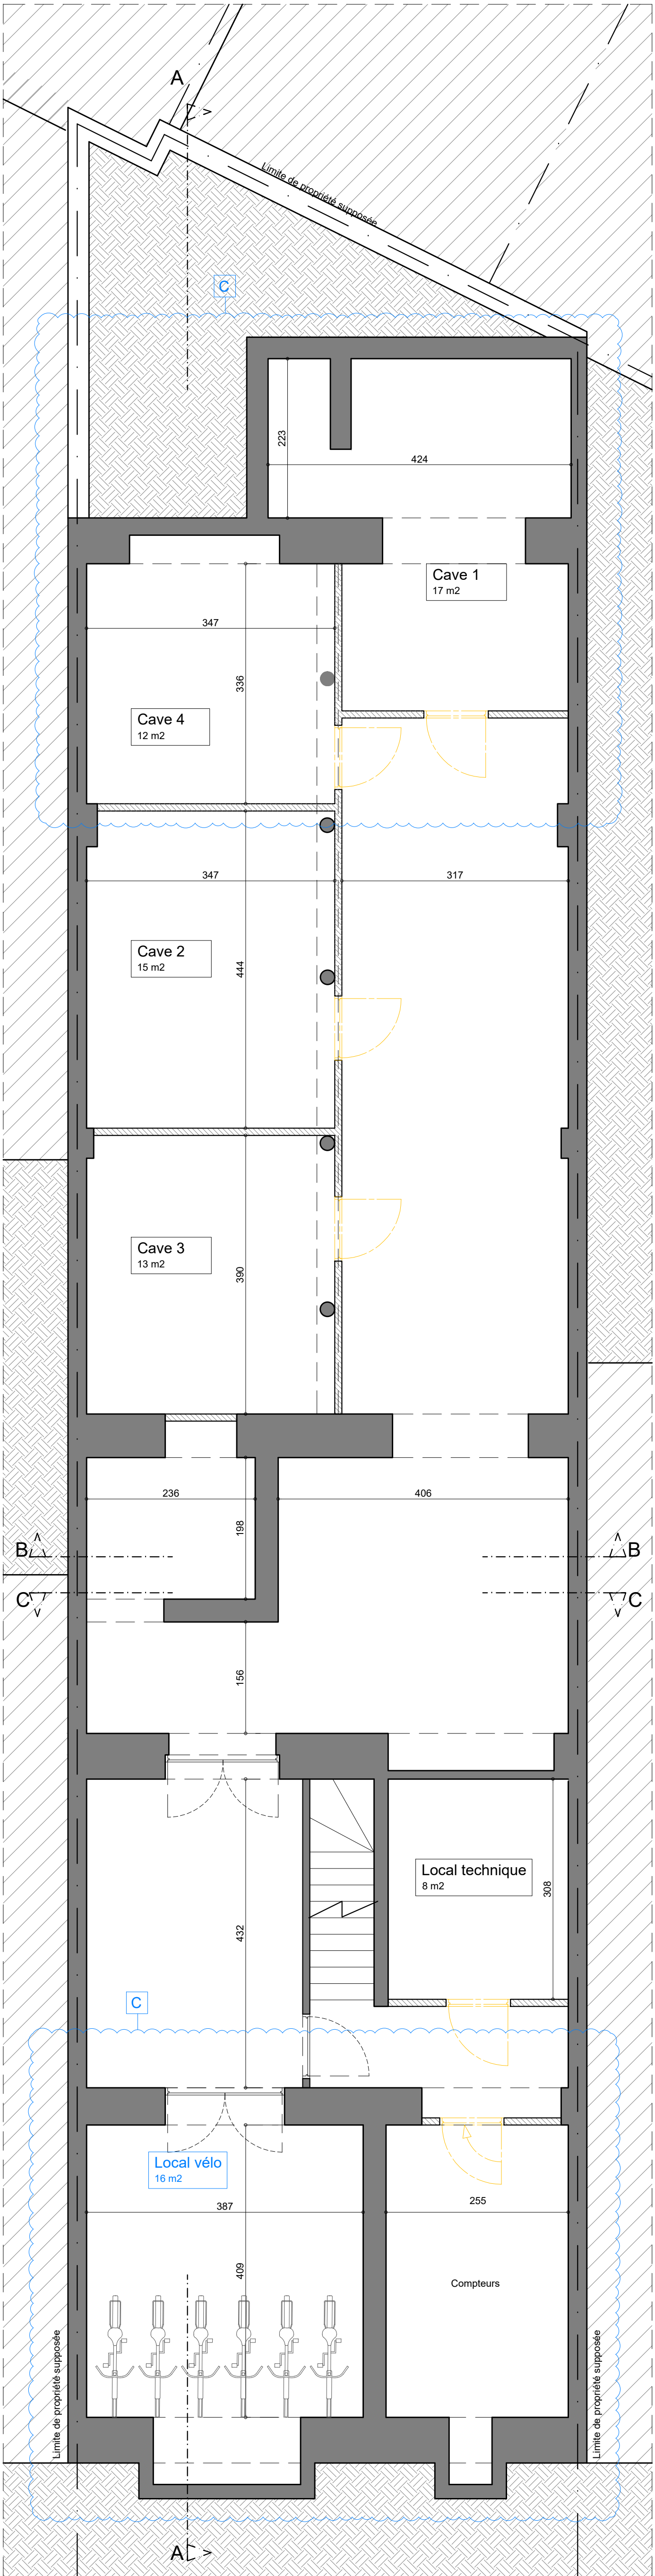 A
Limite de propriété supposée
C
223
424
Cave 1
17 m2
347
336
Cave 4
12 m2
347
317
Cave 2
15 m2
444
Cave 3
13 m2
390
236
406
198
B
B
C
C
156
Local technique
8 m2
308
432
C
Local vélo
16 m2
387
255
409
Compteurs
Limite de propriété supposée
Limite de propriété supposée
A